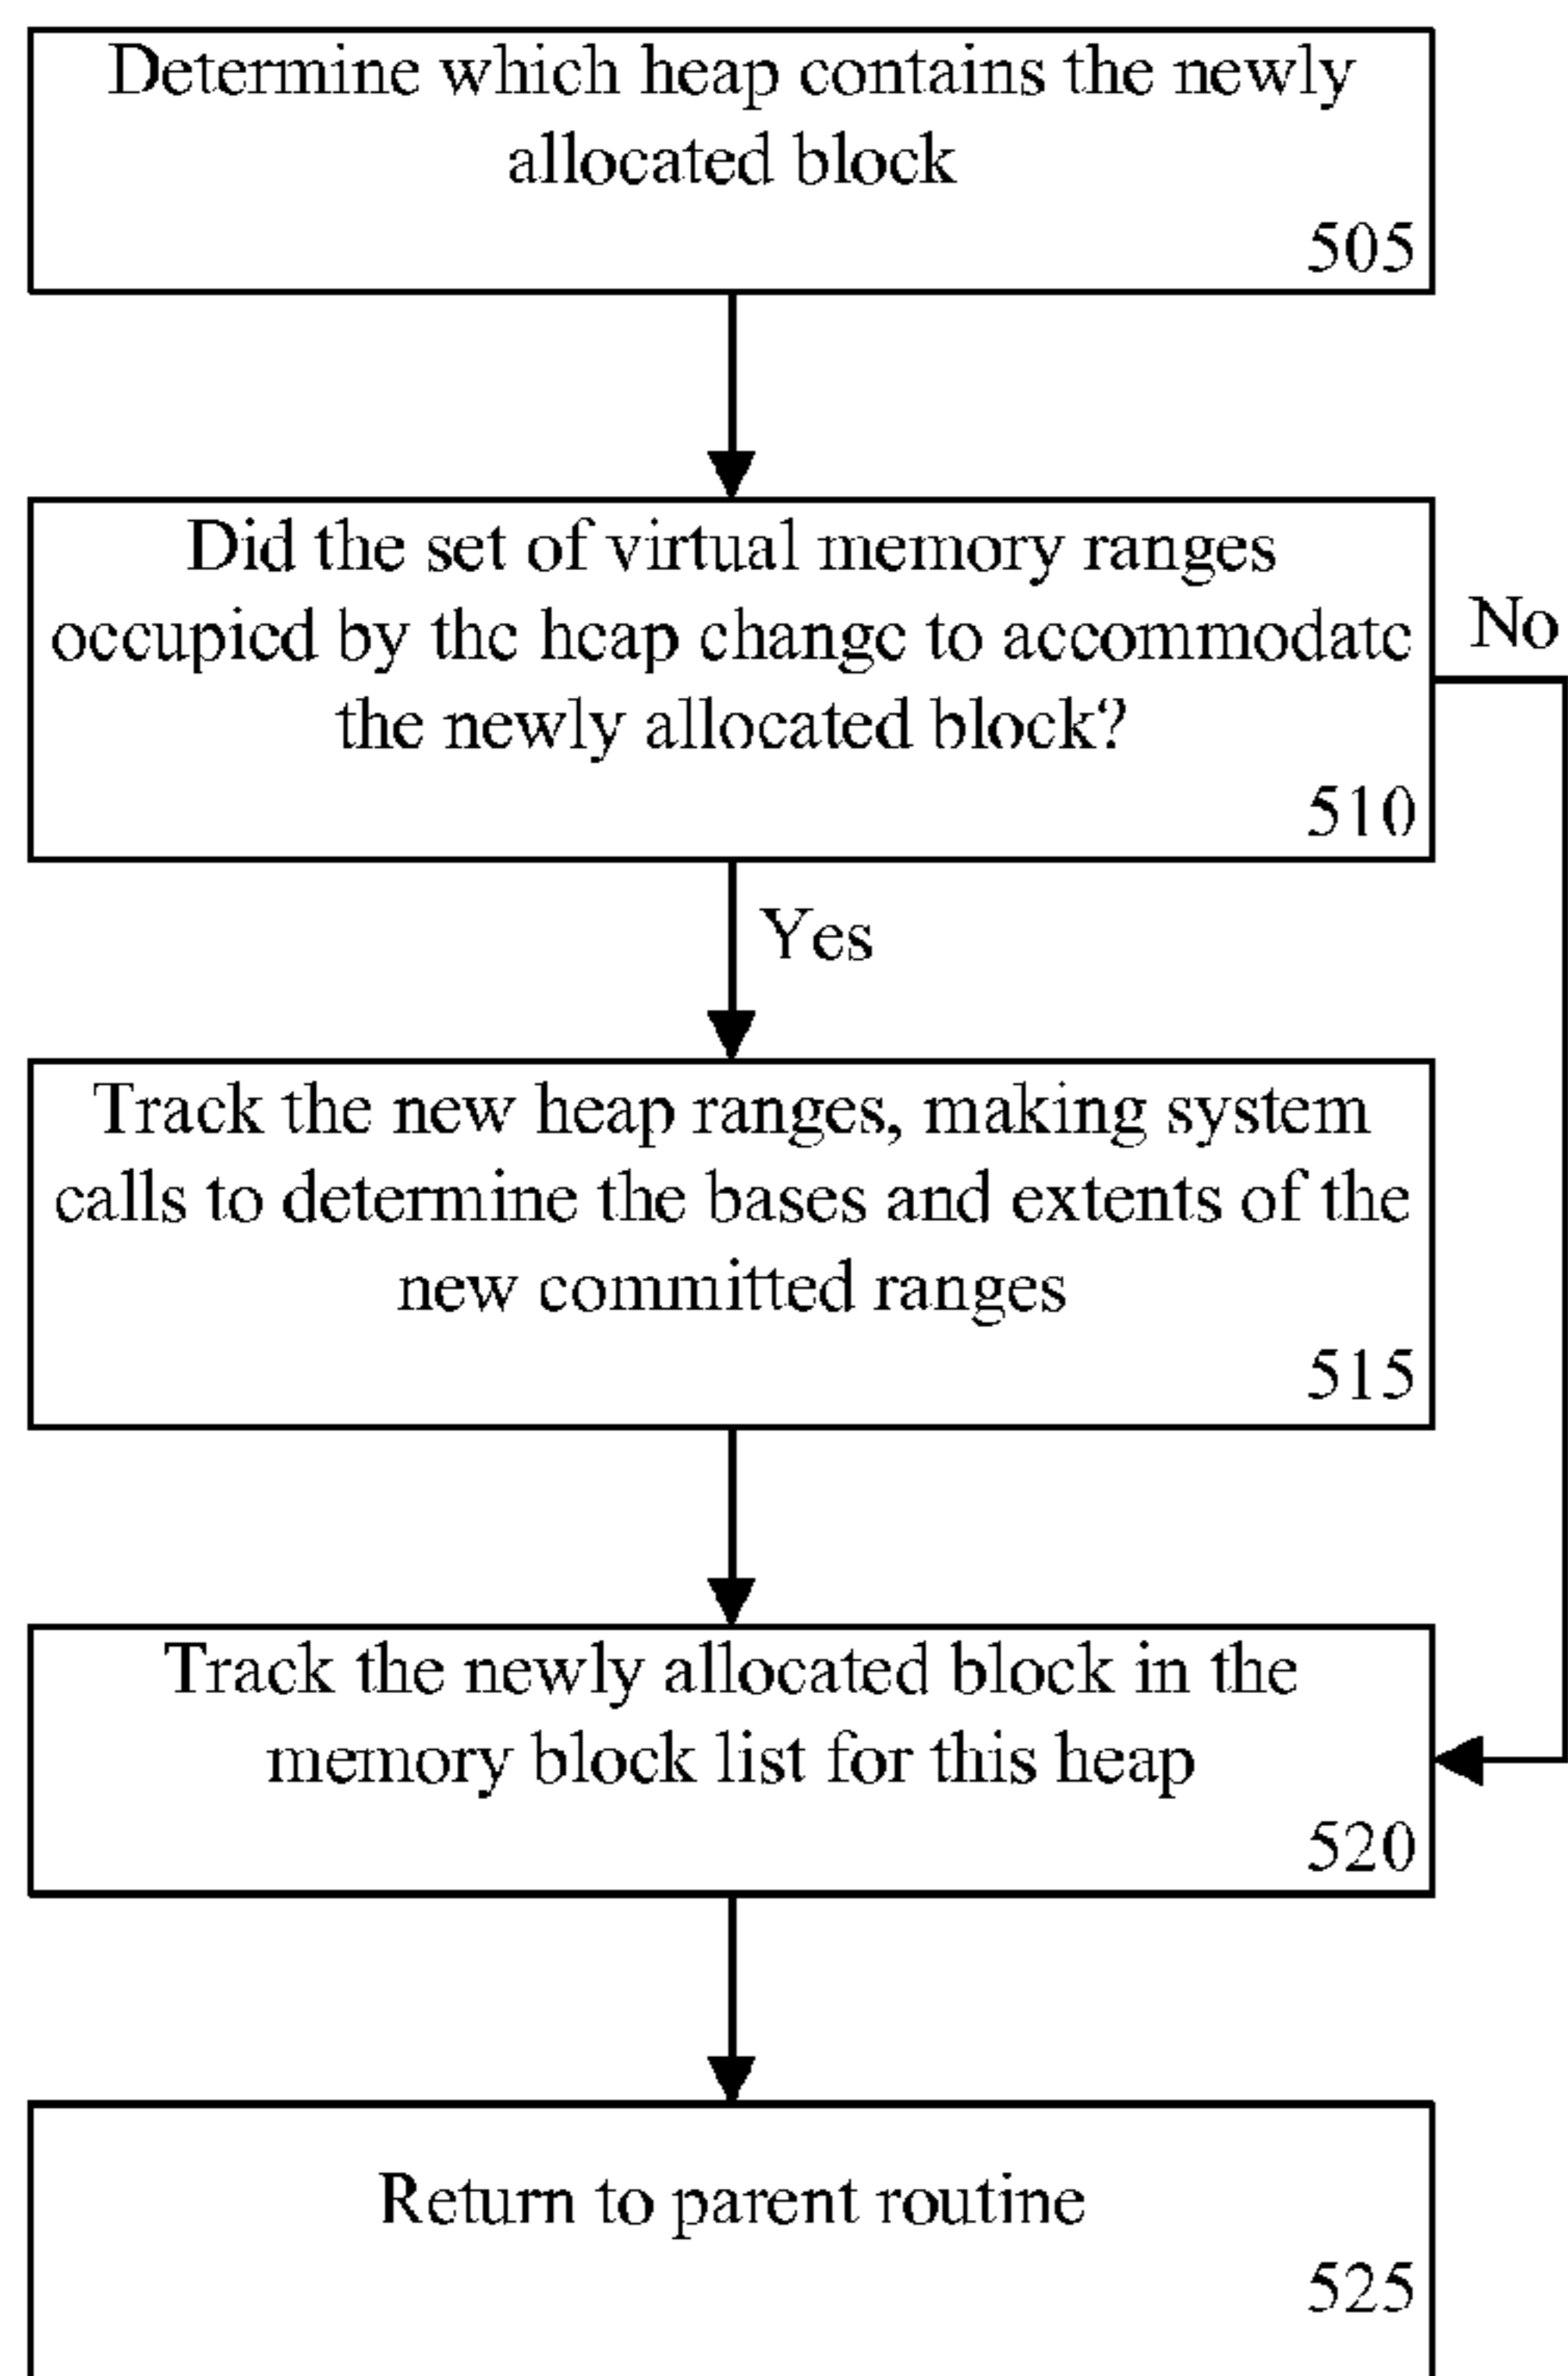 Determine which heap contains the newly
allocated block
505
Did the set of virtual memory ranges
occupied by the heap change to accommodate
the newly allocated block?
No
510
Yes
Track the new heap ranges, making system
calls to determine the bases and extents of the
new committed ranges
515
Track the newly allocated block in the
memory block list for this heap
520
Return to parent routine
525